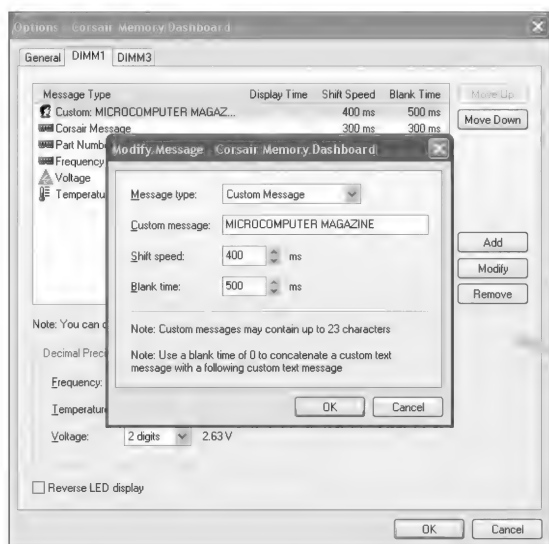 Options - Corsair Memory Dashboard
General DIMM1 DIMM3
Message Type Display Time Shift Speed Blank Time
Custom: MICROCOMPUTER MAGAZ... 400 ms 500 ms
Corsair Message 300 ms 300 ms
Part Numbe
Frequency
Voltage
Temperatu
Move Up
Move Down
Add
Modify
Remove
Modify Message - Corsair Memory Dashboard
Message type: Custom Message
Custom message: MICROCOMPUTER MAGAZINE
Shift speed: 400 ms
Blank time: 500 ms
Note: Custom messages may contain up to 23 characters
Note: Use a blank time of 0 to concatenate a custom text
message with a following custom text message
OK Cancel
Note: You can c
Decimal Preci
Frequency:
Temperature
Voltage: 2 digits 2.63 V
Reverse LED display
OK Cancel